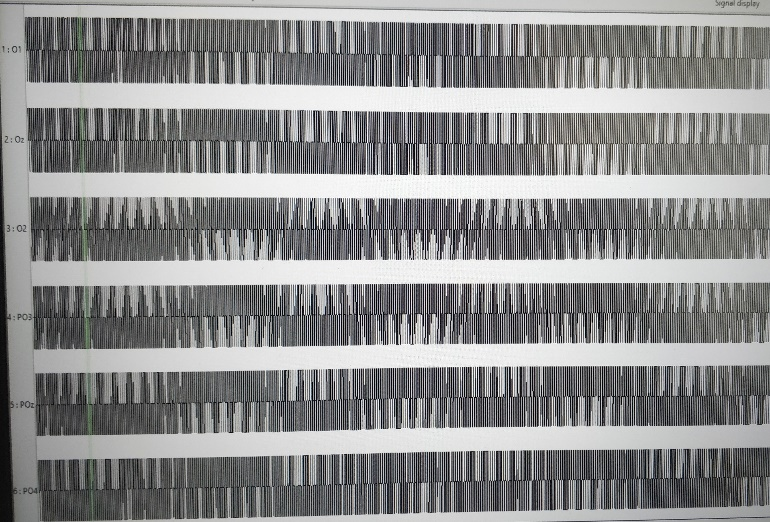 Signal display
1: O1
2: Oz
3: O2
4: PO3
5: POz
6: PO4